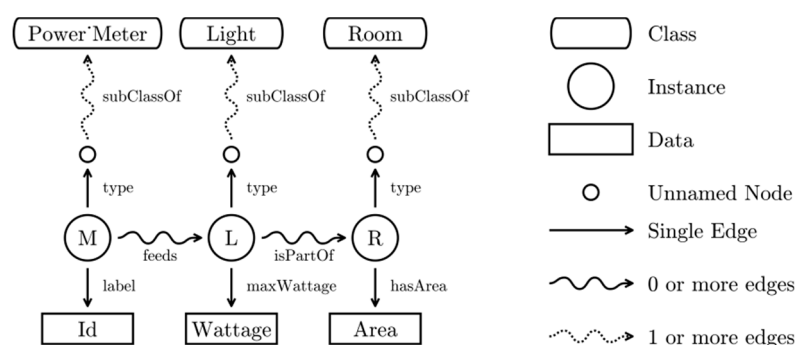 Power˙Meter Light Room Class
subClassOf subClassOf subClassOf Instance
Data
type type type Unnamed Node
M feeds L isPartOf R Single Edge
label maxWattage hasArea 0 or more edges
Id Wattage Area 1 or more edges